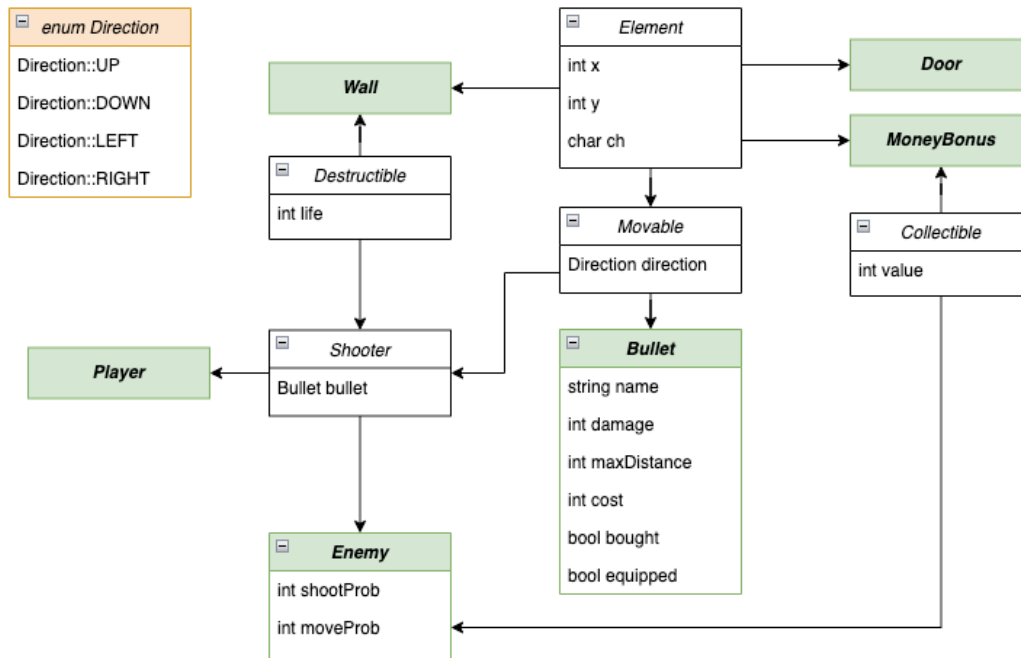 enum Direction
Direction::UP
Direction::DOWN
Direction::LEFT
Direction::RIGHT
Element
int x
int y
char ch
Wall
Door
MoneyBonus
Destructible
int life
Movable
Direction direction
Collectible
int value
Shooter
Bullet bullet
Player
Bullet
string name
int damage
int maxDistance
int cost
bool bought
bool equipped
Enemy
int shootProb
int moveProb